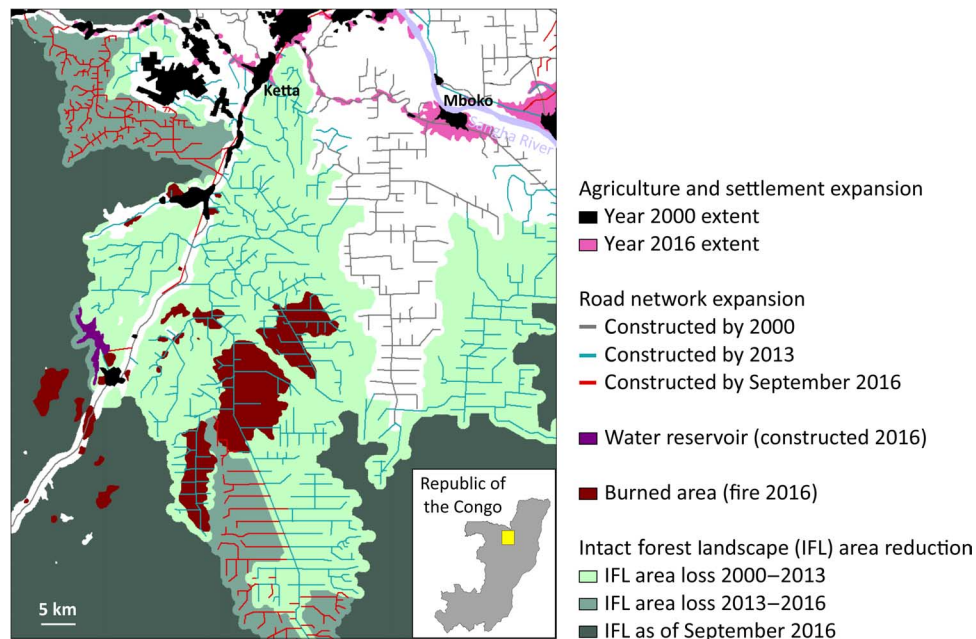 Ketta
Mboko
Sangha River
5 km
Republic of
the Congo
Agriculture and settlement expansion
Year 2000 extent
Year 2016 extent
Road network expansion
Constructed by 2000
Constructed by 2013
Constructed by September 2016
Water reservoir (constructed 2016)
Burned area (fire 2016)
Intact forest landscape (IFL) area reduction
IFL area loss 2000–2013
IFL area loss 2013–2016
IFL as of September 2016